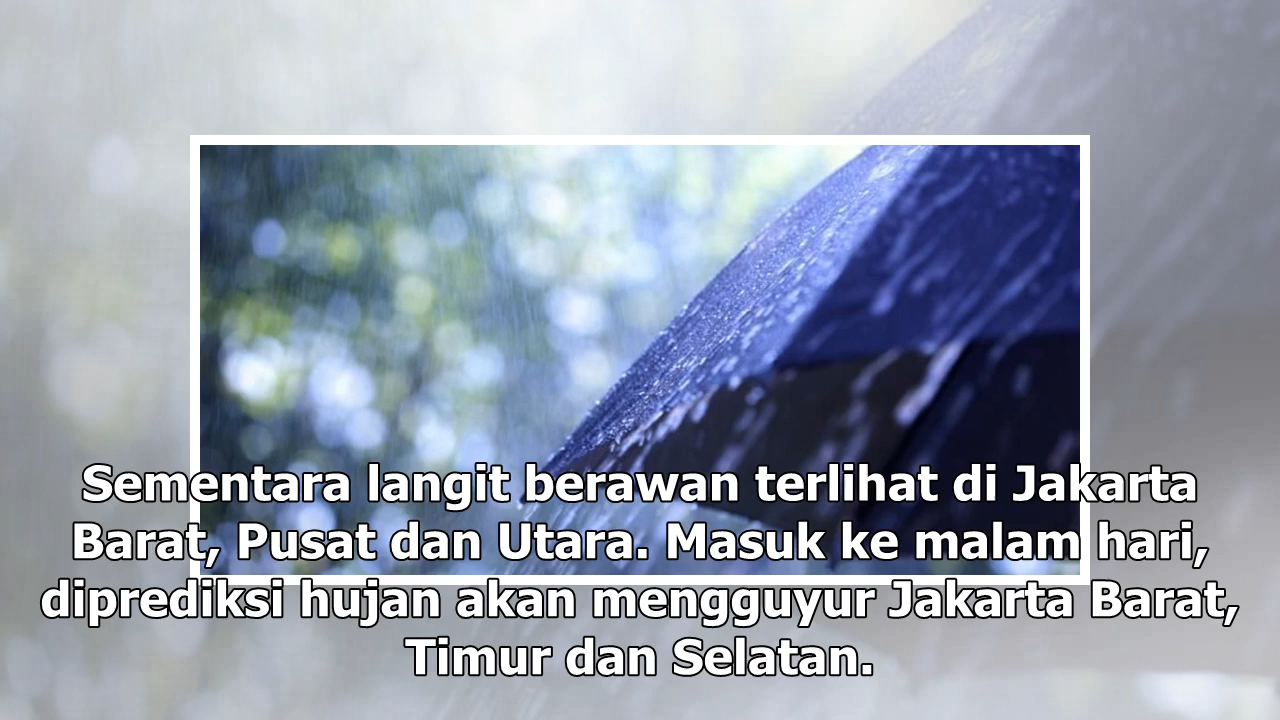 Sementara langit berawan terlihat di Jakarta
Barat, Pusat dan Utara. Masuk ke malam hari,
diprediksi hujan akan mengguyur Jakarta Barat,
Timur dan Selatan.